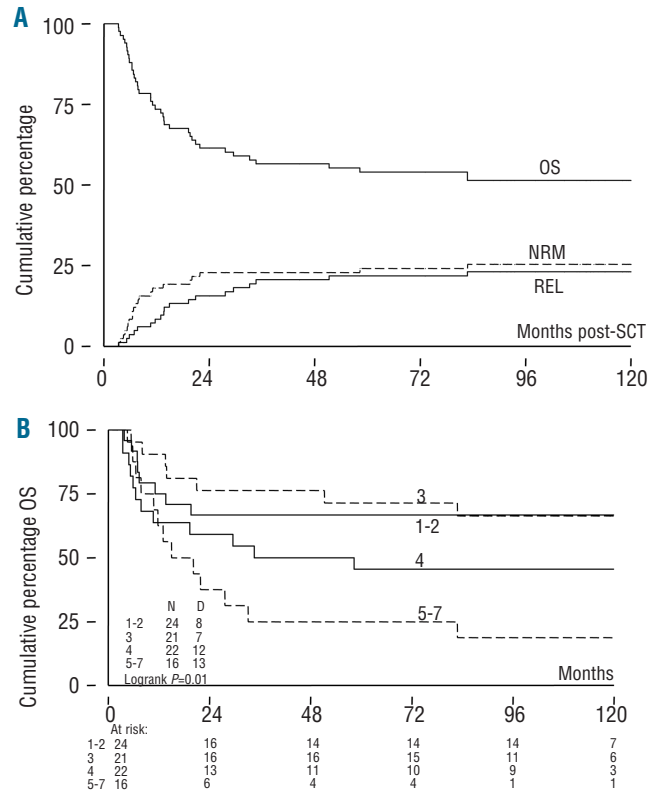 A
100
75
50
25
0
Cumulative percentage
OS
NRM
REL
Months post-SCT
0 24 48 72 96 120
B
100
75
50
25
0
Cumulative percentage OS
3
1-2
4
5-7
N D
1-2 24 8
3 21 7
4 22 12
5-7 16 13
Logrank P=0.01
Months
0 24 48 72 96 120
At risk:
1-2 24 16 14 14 14 7
3 21 16 16 15 11 6
4 22 13 11 10 9 3
5-7 16 6 4 4 1 1